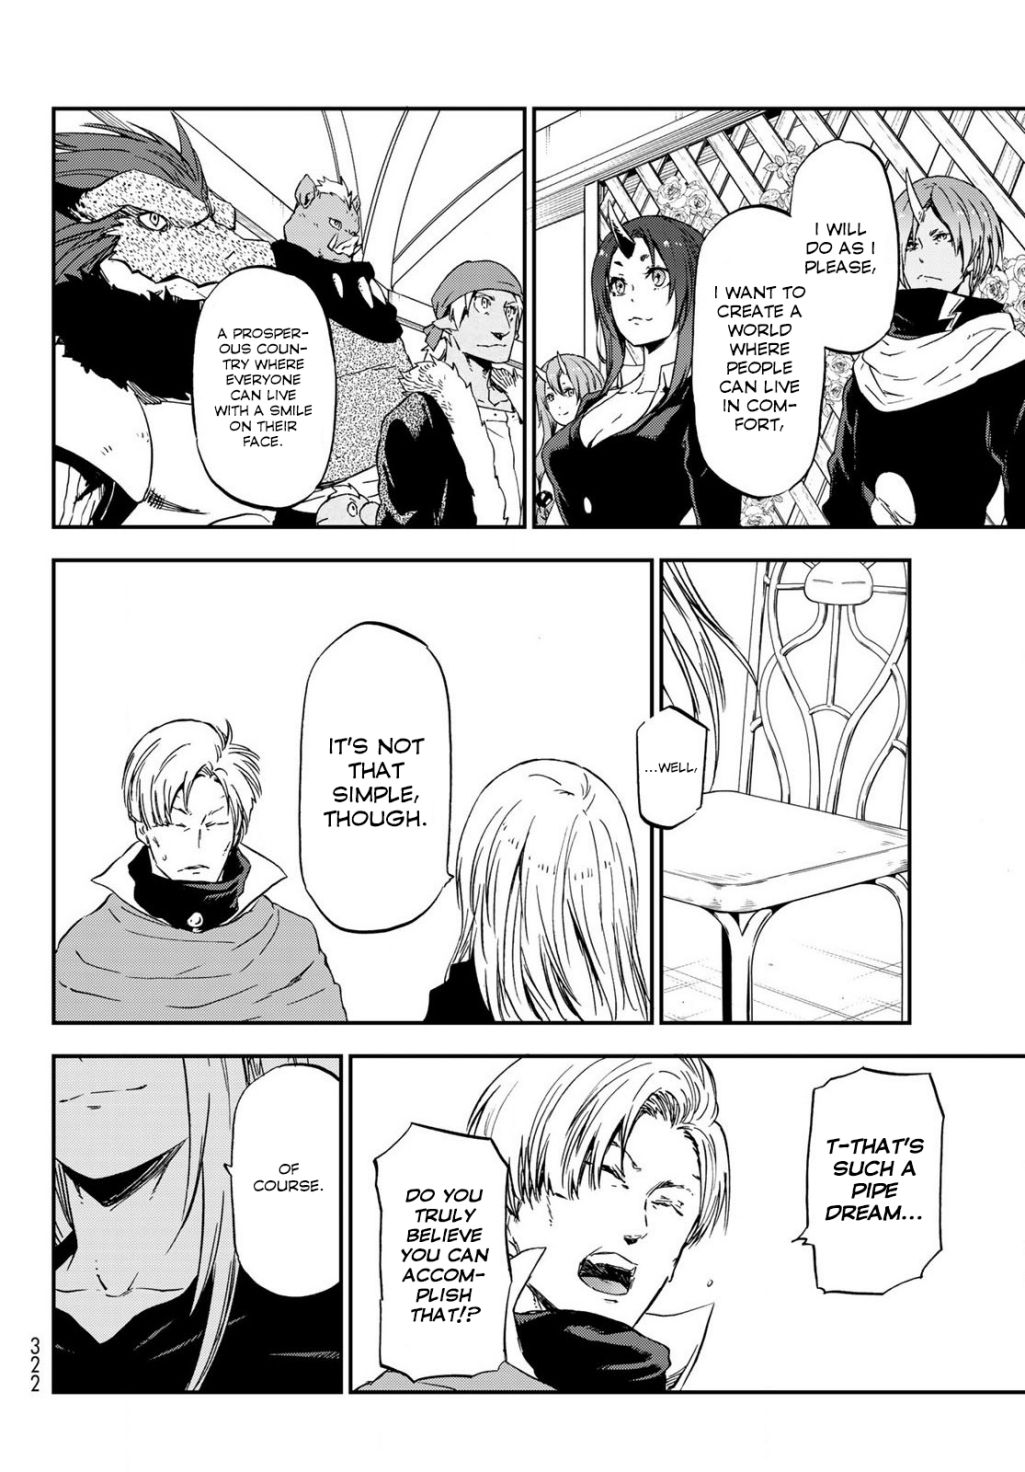 I WILL
DO AS I
PLEASE,
I WANT TO
CREATE A
WORLD
WHERE
PEOPLE
CAN LIVE
IN COM-
FORT,
A PROSPER-
OUS COUN-
TRY WHERE
EVERYONE
CAN LIVE
WITH A SMILE
ON THEIR
FACE.
...WELL,
IT'S NOT
THAT
SIMPLE,
THOUGH.
T-THAT'S
SUCH A
PIPE
DREAM...
DO YOU
TRULY
BELIEVE
YOU CAN
ACCOM-
PLISH
THAT!?
OF
COURSE.
322